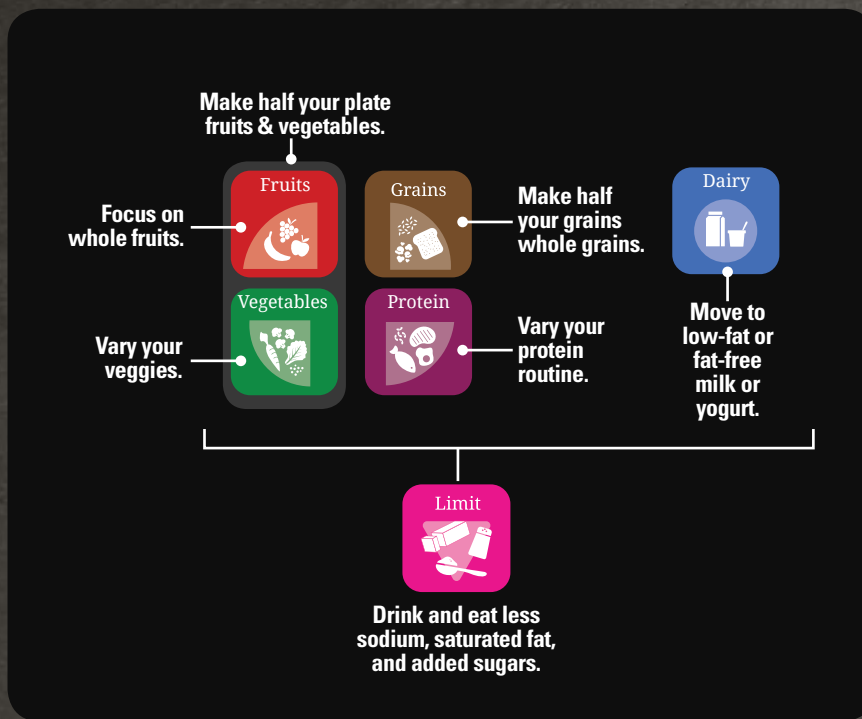 Make half your plate
fruits & vegetables.
Fruits
Focus on
whole fruits.
Grains
Make half
your grains
whole grains.
Dairy
Move to
low-fat or
fat-free
milk or
yogurt.
Vegetables
Vary your
veggies.
Protein
Vary your
protein
routine.
Limit
Drink and eat less
sodium, saturated fat,
and added sugars.